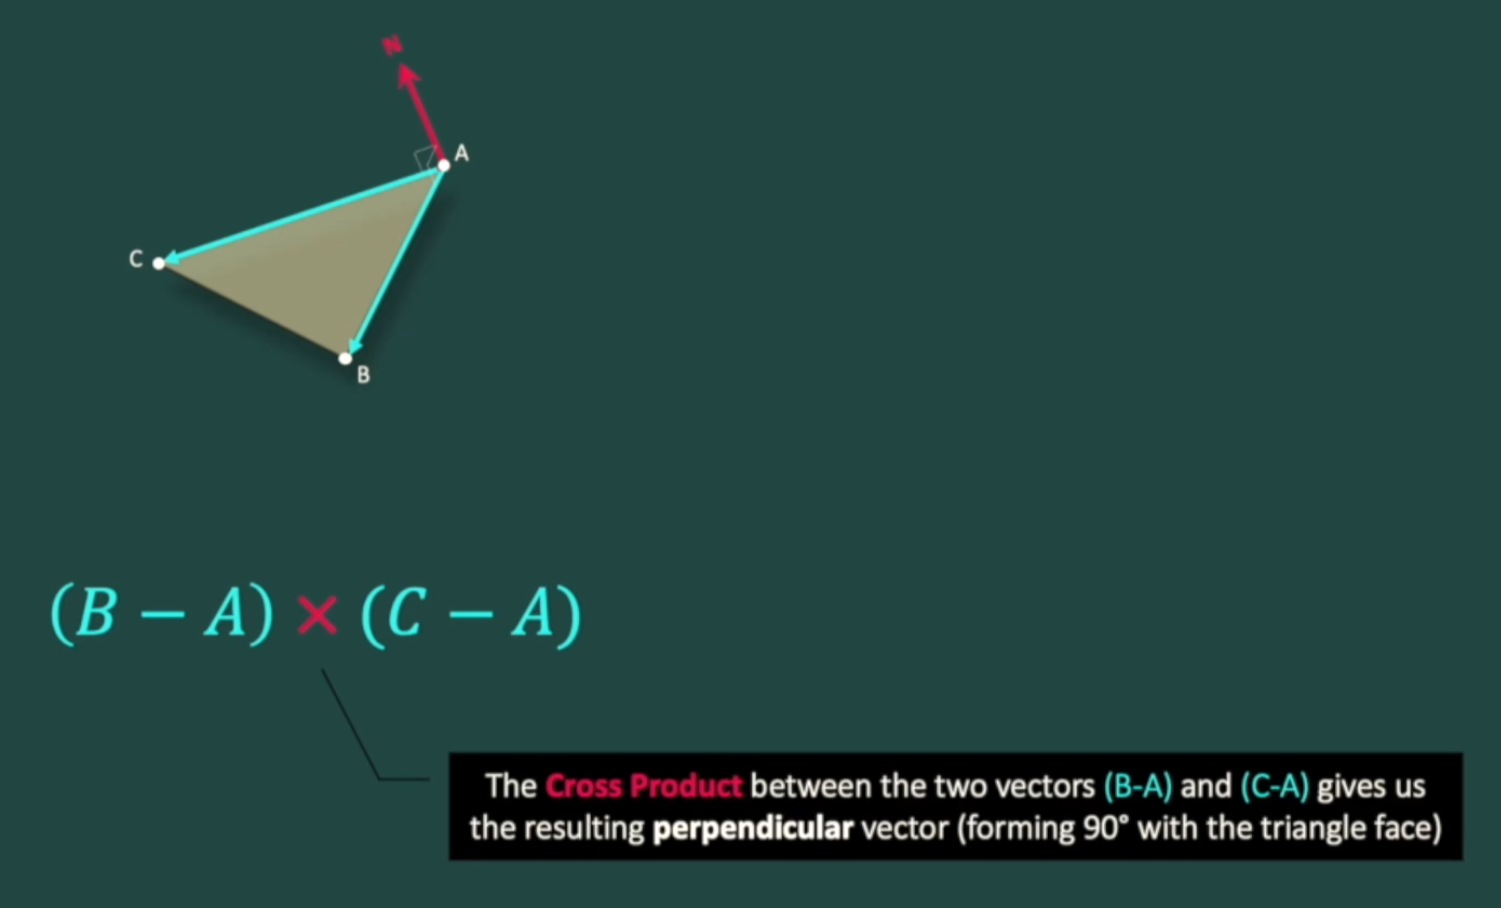 N
A
C
B
(B − A) × (C − A)
The Cross Product between the two vectors (B-A) and (C-A) gives us
the resulting perpendicular vector (forming 90° with the triangle face)